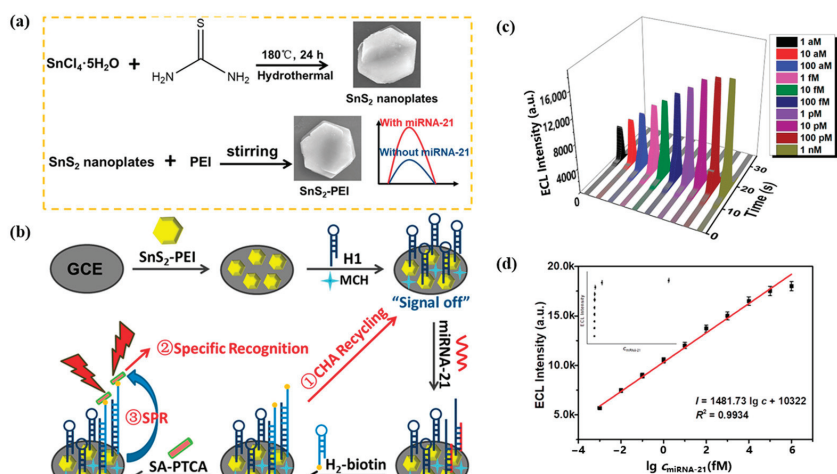 (a)
SnCl4·5H2O
+
S
H2N
NH2
180℃, 24 h
Hydrothermal
SnS2 nanoplates
SnS2 nanoplates
+
PEI
stirring
SnS2-PEI
With miRNA-21
Without miRNA-21
(b)
GCE
SnS2-PEI
H1
MCH
"Signal off"
①CHA Recycling
miRNA-21
②Specific Recognition
③SPR
SA-PTCA
H2-biotin
(c)
ECL Intensity (a.u.)
16,000
12,000
8000
4000
0
0
10
20
30
Time (s)
1 aM
10 aM
100 aM
1 fM
10 fM
100 fM
1 pM
10 pM
100 pM
1 nM
(d)
ECL Intensity (a.u.)
20.0k
15.0k
10.0k
5.0k
ECL Intensity
CmiRNA-21
I = 1481.73 lg c + 10322
R² = 0.9934
-4
-2
0
2
4
6
lg CmiRNA-21(fM)